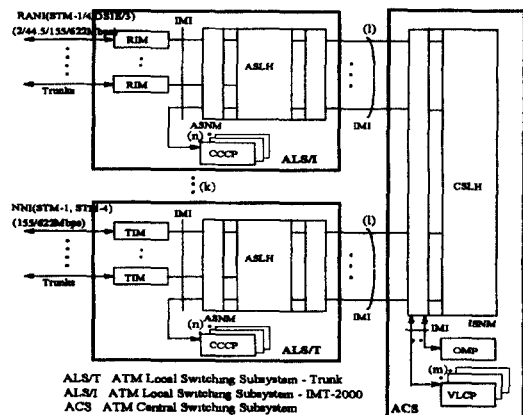 RANI(STM-1/4,DS1E/3)
(2/44.5/155/622Mbps)
IMI
(l)
RIM
ASLH
RIM
Trunks
IMI
ASNM
(n)
CCCP
ALS/I
CSLH
(k)
NNI(STM-1, STM-4)
(155/622Mbps)
IMI
(l)
TIM
ASLH
TIM
Trunks
IMI
ASNM
(n)
CCCP
ALS/T
IMI
ISNM
OMP
(m)
VLCP
ACS
ALS/T ATM Local Switching Subsystem - Trunk
ALS/I ATM Local Switching Subsystem - IMT-2000
ACS ATM Central Switching Subsystem